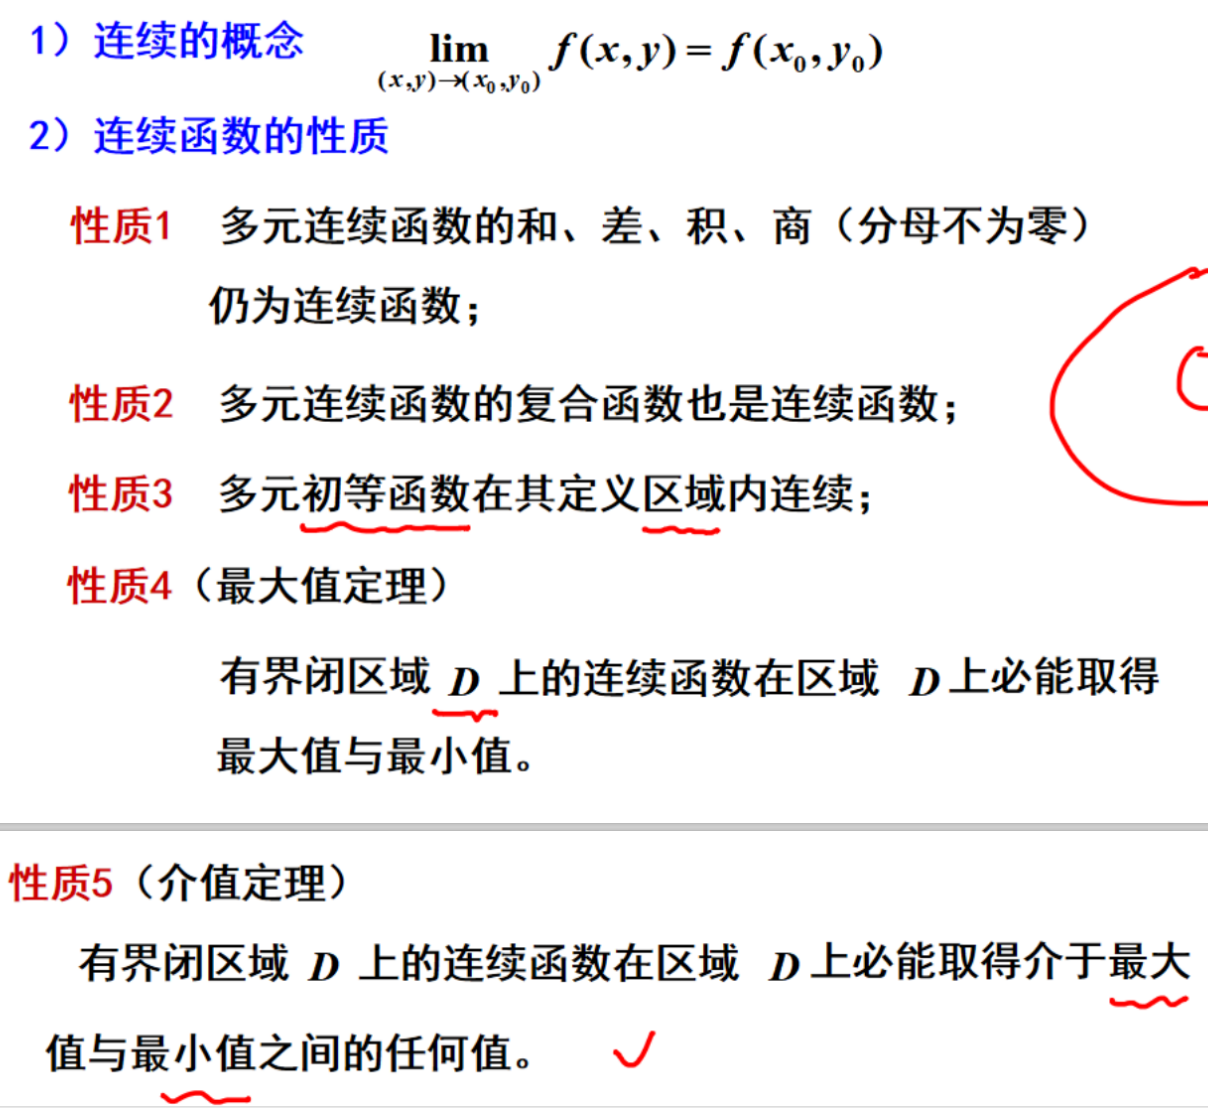 1）连续的概念 lim f(x,y) = f(x₀,y₀)
(x,y)→(x₀,y₀)
2）连续函数的性质
性质1 多元连续函数的和、差、积、商（分母不为零）
仍为连续函数；
性质2 多元连续函数的复合函数也是连续函数；
性质3 多元初等函数在其定义区域内连续；
性质4（最大值定理）
有界闭区域 D 上的连续函数在区域 D 上必能取得
最大值与最小值。
性质5（介值定理）
有界闭区域 D 上的连续函数在区域 D 上必能取得介于最大
值与最小值之间的任何值。